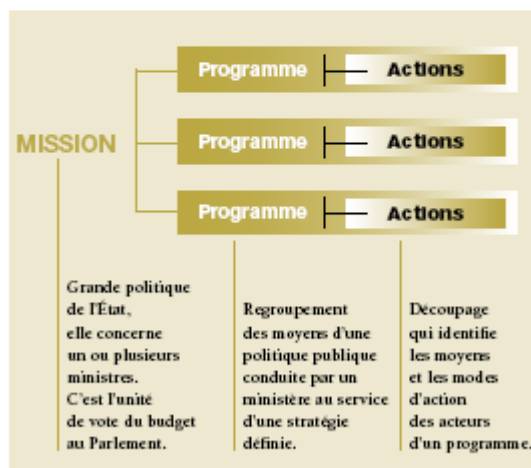 Programme Actions
MISSION
Programme Actions
Programme Actions
Grande politique
de l'État,
elle concerne
un ou plusieurs
ministres.
C'est l'unité
de vote du budget
au Parlement.
Regroupement
des moyens d'une
politique publique
conduite par un
ministère au service
d'une stratégie
définie.
Découpage
qui identifie
les moyens
et les modes
d'action
des acteurs
d'un programme.